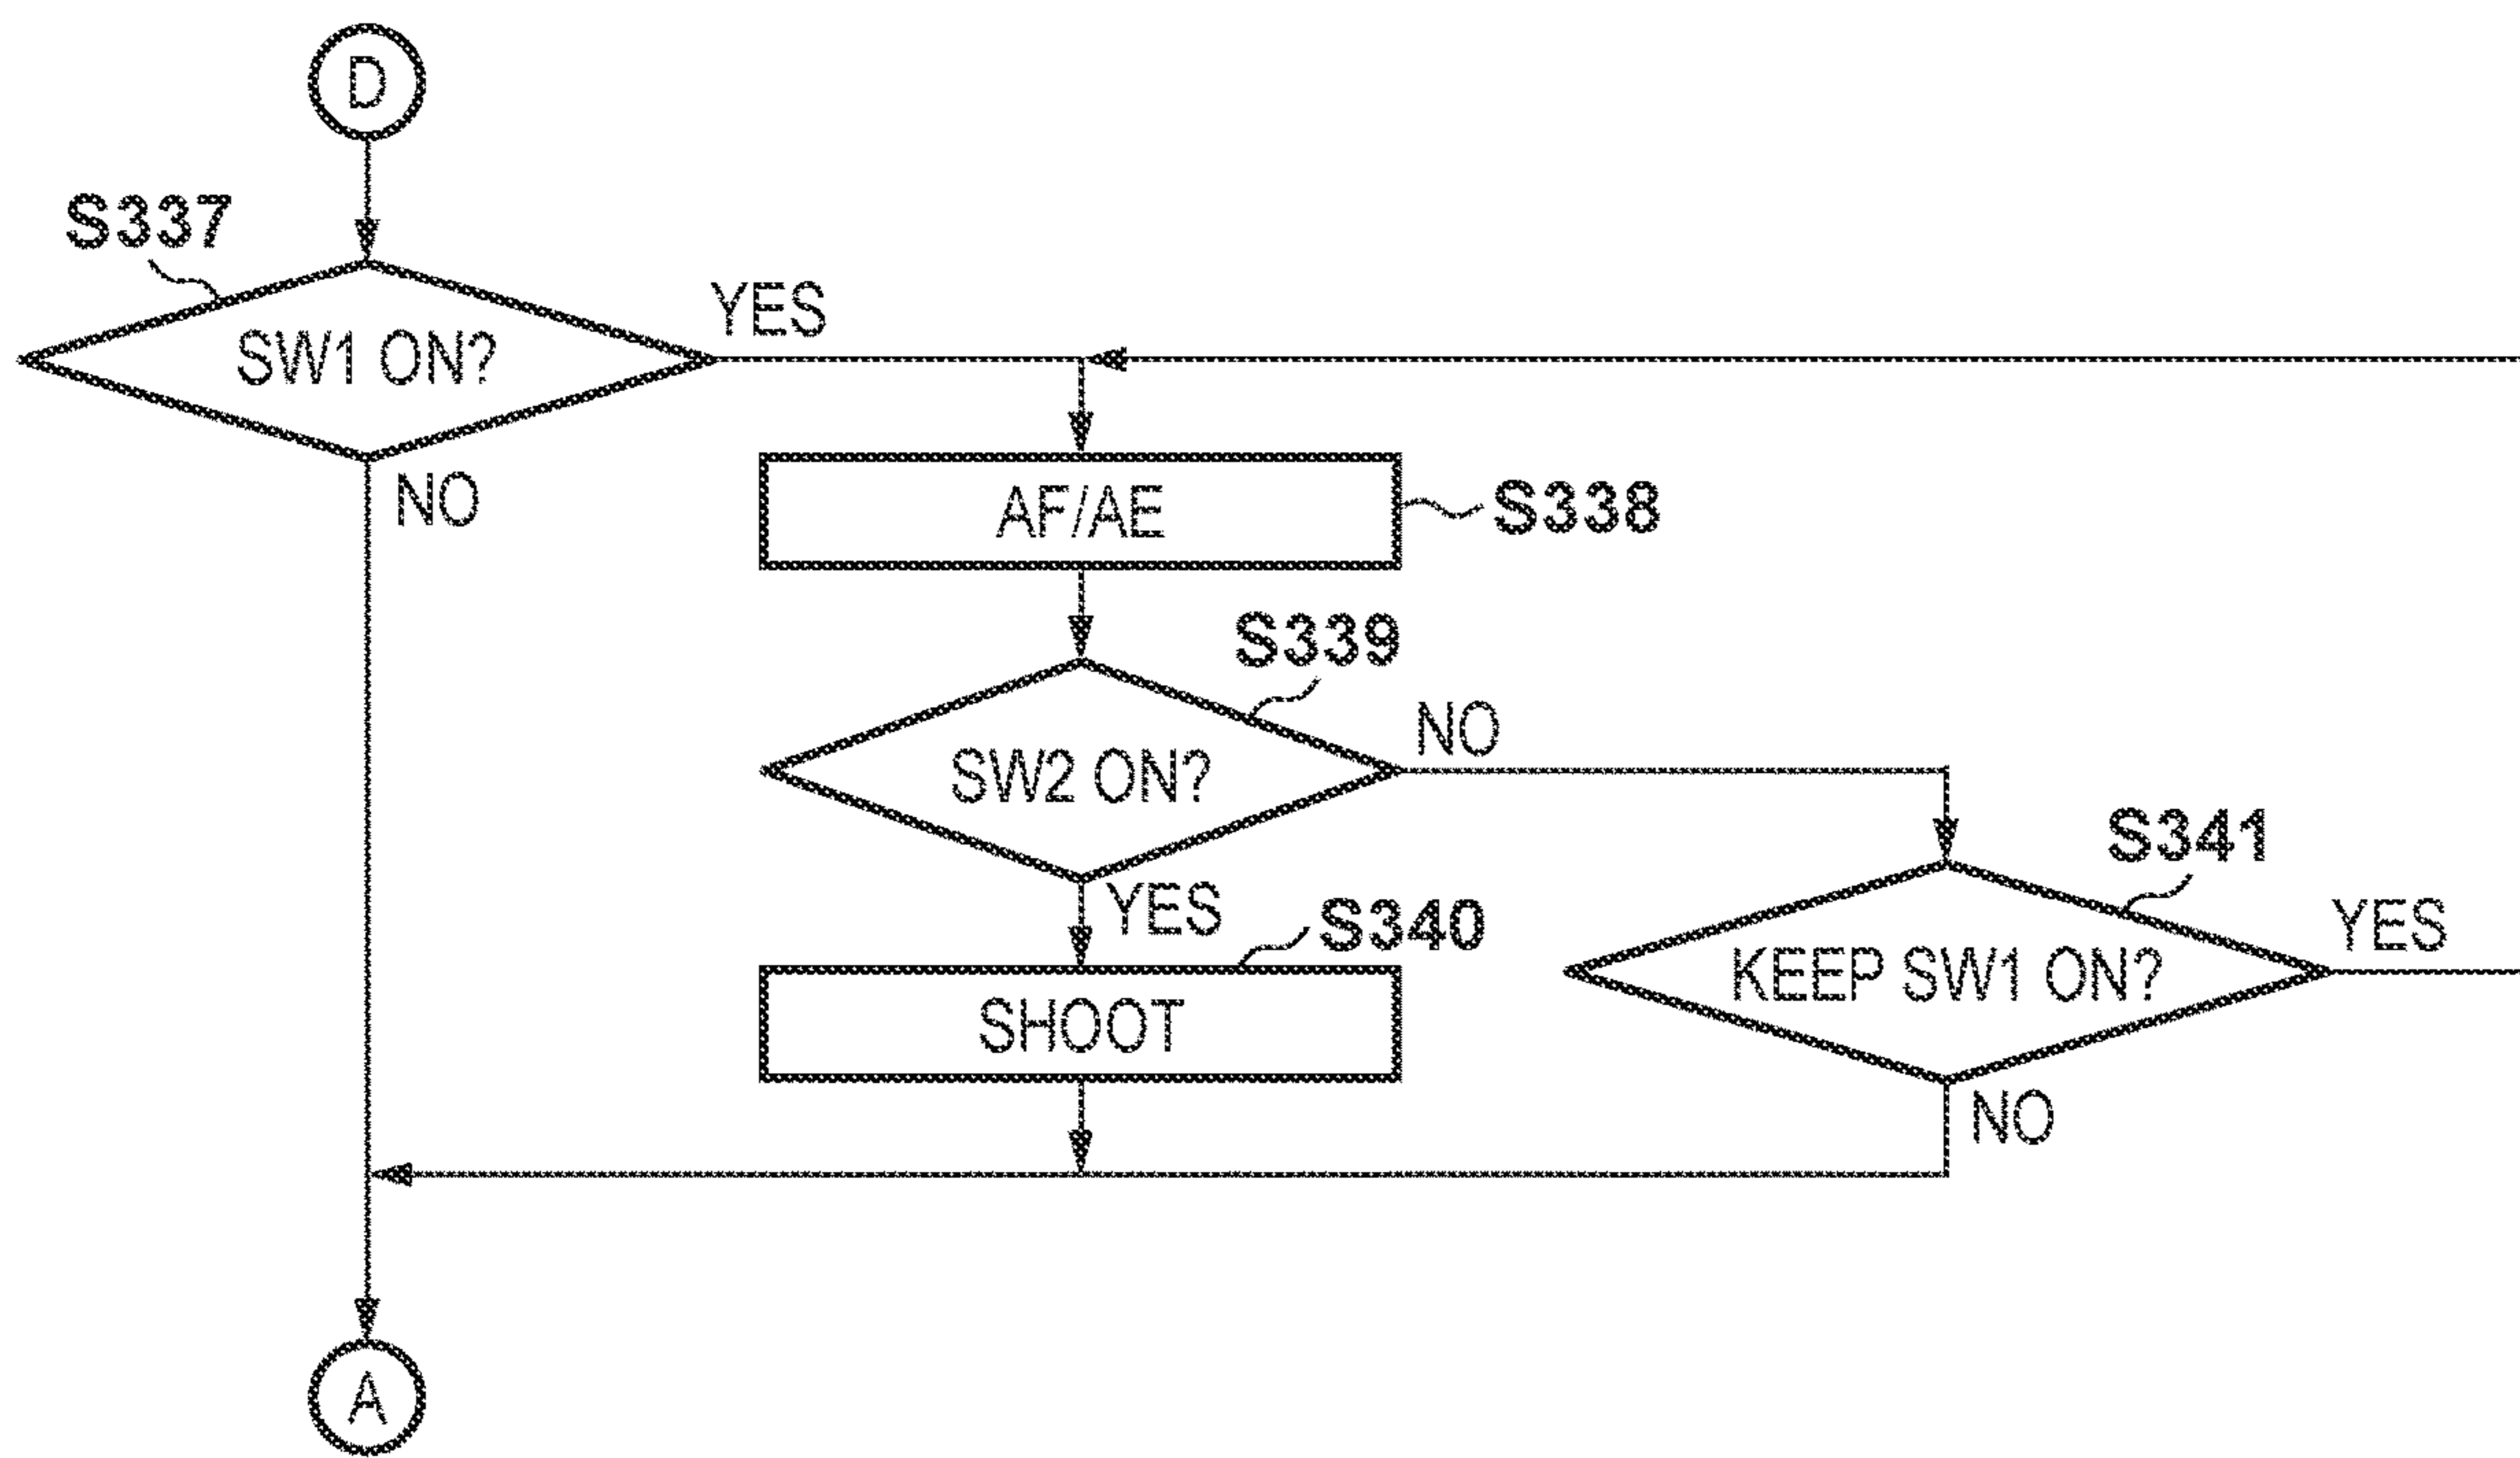 D
S337
SW1 ON?
YES
NO
AF/AE
S338
S339
SW2 ON?
NO
YES
S340
SHOOT
S341
KEEP SW1 ON?
YES
NO
A